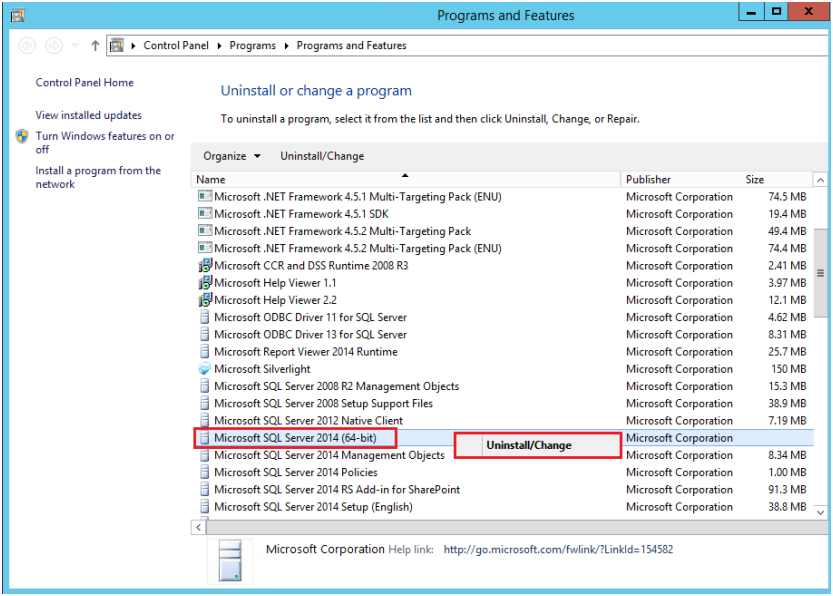 Programs and Features
Control Panel Programs Programs and Features
Control Panel Home
View installed updates
Turn Windows features on or
off
Install a program from the
network
Uninstall or change a program
To uninstall a program, select it from the list and then click Uninstall, Change, or Repair.
Organize Uninstall/Change
Name Publisher Size
Microsoft .NET Framework 4.5.1 Multi-Targeting Pack (ENU) Microsoft Corporation 74.5 MB
Microsoft .NET Framework 4.5.1 SDK Microsoft Corporation 19.4 MB
Microsoft .NET Framework 4.5.2 Multi-Targeting Pack Microsoft Corporation 49.4 MB
Microsoft .NET Framework 4.5.2 Multi-Targeting Pack (ENU) Microsoft Corporation 74.4 MB
Microsoft CCR and DSS Runtime 2008 R3 Microsoft Corporation 2.41 MB
Microsoft Help Viewer 1.1 Microsoft Corporation 3.97 MB
Microsoft Help Viewer 2.2 Microsoft Corporation 12.1 MB
Microsoft ODBC Driver 11 for SQL Server Microsoft Corporation 4.62 MB
Microsoft ODBC Driver 13 for SQL Server Microsoft Corporation 8.31 MB
Microsoft Report Viewer 2014 Runtime Microsoft Corporation 25.7 MB
Microsoft Silverlight Microsoft Corporation 150 MB
Microsoft SQL Server 2008 R2 Management Objects Microsoft Corporation 15.3 MB
Microsoft SQL Server 2008 Setup Support Files Microsoft Corporation 38.9 MB
Microsoft SQL Server 2012 Native Client Microsoft Corporation 7.19 MB
Microsoft SQL Server 2014 (64-bit) Microsoft Corporation
Uninstall/Change
Microsoft SQL Server 2014 Management Objects Microsoft Corporation 8.34 MB
Microsoft SQL Server 2014 Policies Microsoft Corporation 1.00 MB
Microsoft SQL Server 2014 RS Add-in for SharePoint Microsoft Corporation 91.3 MB
Microsoft SQL Server 2014 Setup (English) Microsoft Corporation 38.8 MB
Microsoft Corporation Help link: http://go.microsoft.com/fwlink/?LinkId=154582